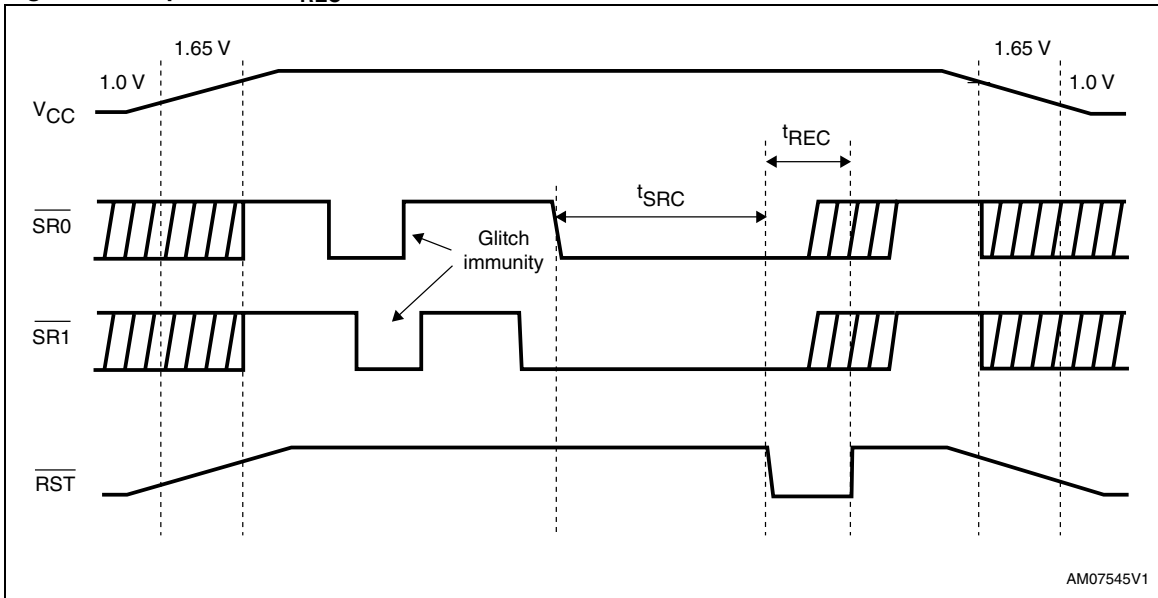 1.65 V
1.65 V
1.0 V
1.0 V
VCC
tREC
SR0
tSRC
Glitch
immunity
SR1
RST
AM07545V1